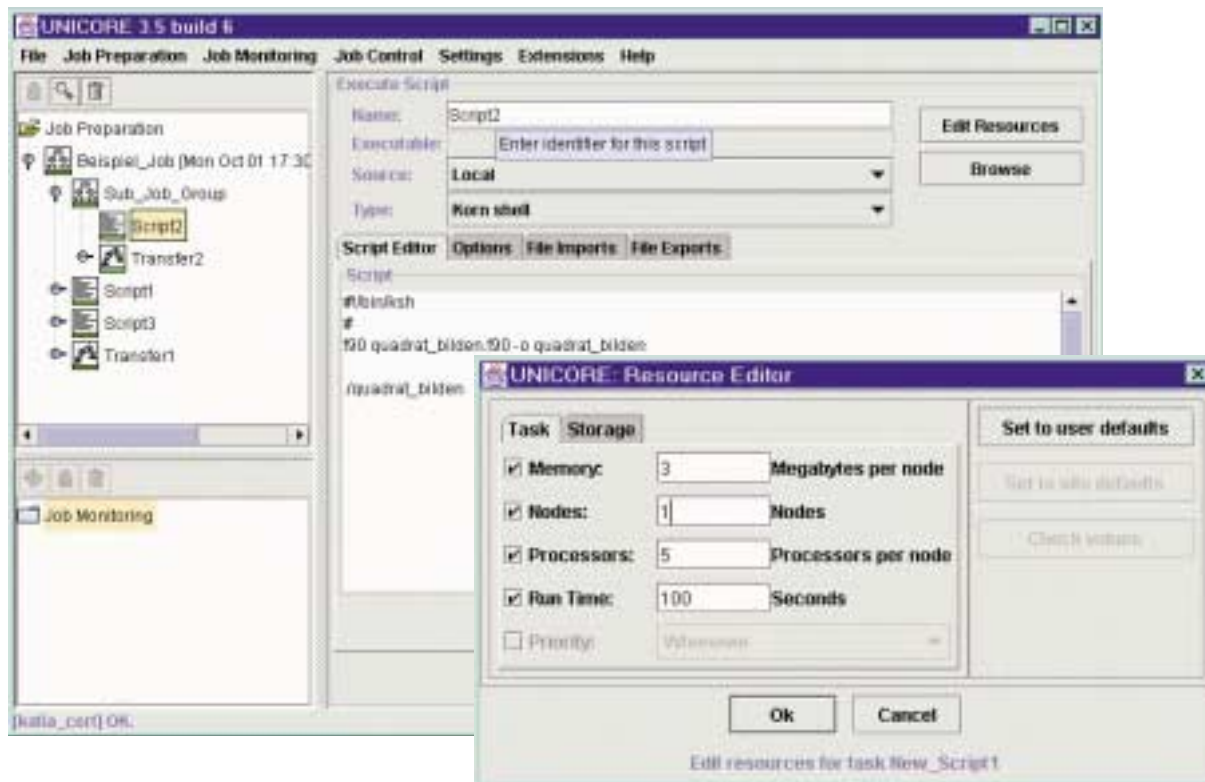 UNICORE 3.5 build 6
File Job Preparation Job Monitoring Job Control Settings Extensions Help
Job Preparation
Beispiel_Job (Mon Oct 01 17:30
Sub_Job_Group
Script2
Transfer2
Script1
Script3
Transfer1
Job Monitoring
[katja_cert] OK.
Execute Script
Name: Script2
Executable: Enter identifier for this script
Source: Local
Type: Korn shell
Edit Resources
Browse
Script Editor Options File Imports File Exports
Script
#!/bin/ksh
#
f90 quadrat_bilden.f90 -o quadrat_bilden
./quadrat_bilden
UNICORE: Resource Editor
Task Storage
Memory: 3 Megabytes per node
Nodes: 1 Nodes
Processors: 5 Processors per node
Run Time: 100 Seconds
Priority: Whenever
Set to user defaults
Set to site defaults
Check values
Ok Cancel
Edit resources for task New_Script1